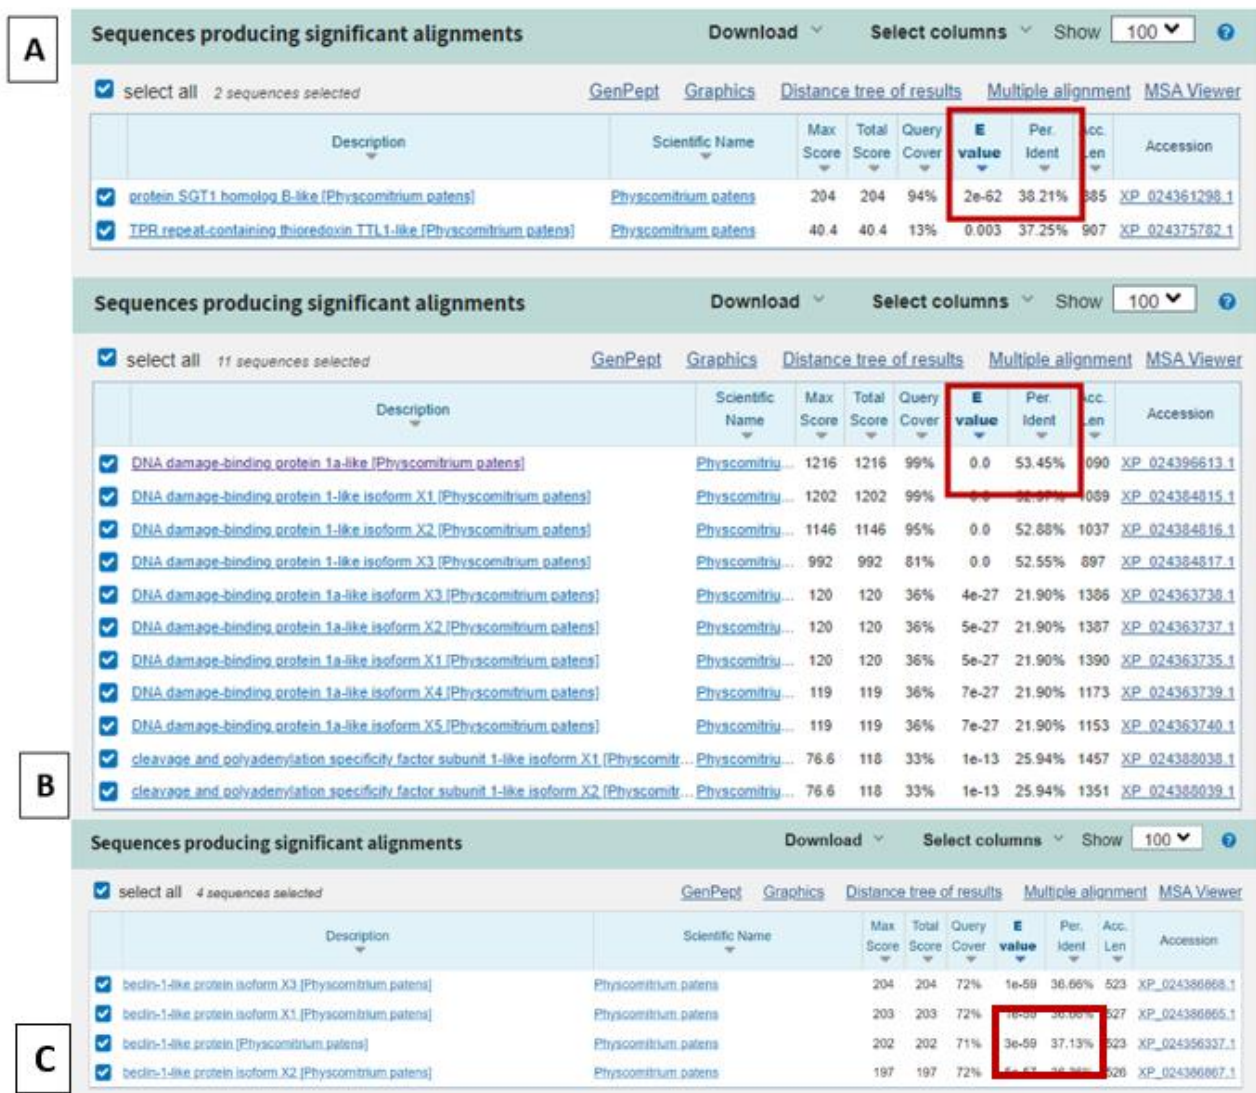 A
Sequences producing significant alignments Download Select columns Show 100 ?
select all 2 sequences selected GenPept Graphics Distance tree of results Multiple alignment MSA Viewer
Description Scientific Name Max Score Total Score Query Cover E value Per. Ident Accession
protein SGT1 homolog B-like [Physcomitrium patens] Physcomitrium patens 204 204 94% 2e-62 38.21% XP_024361298.1
TPR repeat-containing thioredoxin TTL1-like [Physcomitrium patens] Physcomitrium patens 40.4 40.4 13% 0.003 37.25% 907 XP_024375782.1
Sequences producing significant alignments Download Select columns Show 100 ?
select all 11 sequences selected GenPept Graphics Distance tree of results Multiple alignment MSA Viewer
Description Scientific Name Max Score Total Score Query Cover E value Per. Ident Accession
DNA damage-binding protein 1a-like [Physcomitrium patens] Physcomitriu... 1216 1216 99% 0.0 53.45% 090 XP_024396613.1
DNA damage-binding protein 1-like isoform X1 [Physcomitrium patens] Physcomitriu... 1202 1202 99% 1089 XP_024384815.1
DNA damage-binding protein 1-like isoform X2 [Physcomitrium patens] Physcomitriu... 1146 1146 95% 0.0 52.88% 1037 XP_024384816.1
DNA damage-binding protein 1-like isoform X3 [Physcomitrium patens] Physcomitriu... 992 992 81% 0.0 52.55% 897 XP_024384817.1
DNA damage-binding protein 1a-like isoform X3 [Physcomitrium patens] Physcomitriu... 120 120 36% 4e-27 21.90% 1386 XP_024363738.1
DNA damage-binding protein 1a-like isoform X2 [Physcomitrium patens] Physcomitriu... 120 120 36% 5e-27 21.90% 1387 XP_024363737.1
DNA damage-binding protein 1a-like isoform X1 [Physcomitrium patens] Physcomitriu... 120 120 36% 5e-27 21.90% 1390 XP_024363735.1
DNA damage-binding protein 1a-like isoform X4 [Physcomitrium patens] Physcomitriu... 119 119 36% 7e-27 21.90% 1173 XP_024363739.1
DNA damage-binding protein 1a-like isoform X5 [Physcomitrium patens] Physcomitriu... 119 119 36% 7e-27 21.90% 1153 XP_024363740.1
cleavage and polyadenylation specificity factor subunit 1-like isoform X1 [Physcomitr... Physcomitriu... 76.6 118 33% 1e-13 25.94% 1457 XP_024388038.1
B
cleavage and polyadenylation specificity factor subunit 1-like isoform X2 [Physcomitr... Physcomitriu... 76.6 118 33% 1e-13 25.94% 1351 XP_024388039.1
Sequences producing significant alignments Download Select columns Show 100 ?
select all 4 sequences selected GenPept Graphics Distance tree of results Multiple alignment MSA Viewer
Description Scientific Name Max Score Total Score Query Cover E value Per. Ident Acc. Len Accession
beclin-1-like protein isoform X3 [Physcomitrium patens] Physcomitrium patens 204 204 72% 1e-59 36.66% 523 XP_024386868.1
beclin-1-like protein isoform X1 [Physcomitrium patens] Physcomitrium patens 203 203 72% 527 XP_024386865.1
C
beclin-1-like protein [Physcomitrium patens] Physcomitrium patens 202 202 71% 3e-59 37.13% 523 XP_024356337.1
beclin-1-like protein isoform X2 [Physcomitrium patens] Physcomitrium patens 197 197 72% 526 XP_024386867.1